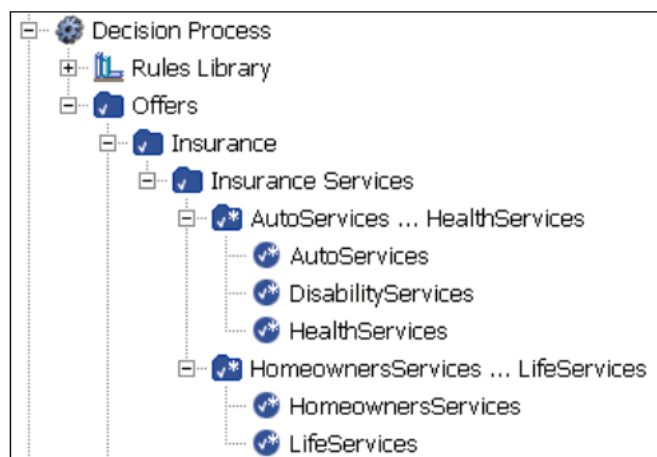 Decision Process
Rules Library
Offers
Insurance
Insurance Services
AutoServices ... HealthServices
AutoServices
DisabilityServices
HealthServices
HomeownersServices ... LifeServices
HomeownersServices
LifeServices